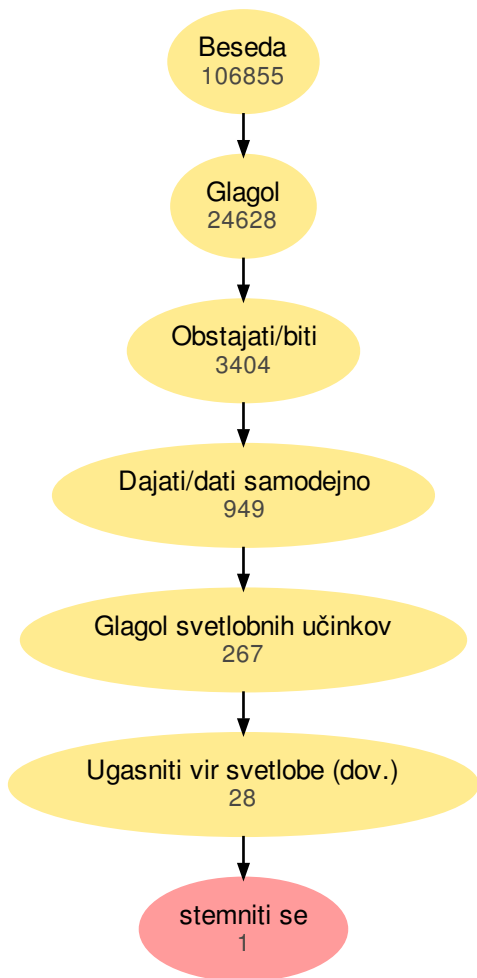 Beseda
106855
Glagol
24628
Obstajati/biti
3404
Dajati/dati samodejno
949
Glagol svetlobnih učinkov
267
Ugasniti vir svetlobe (dov.)
28
stemniti se
1